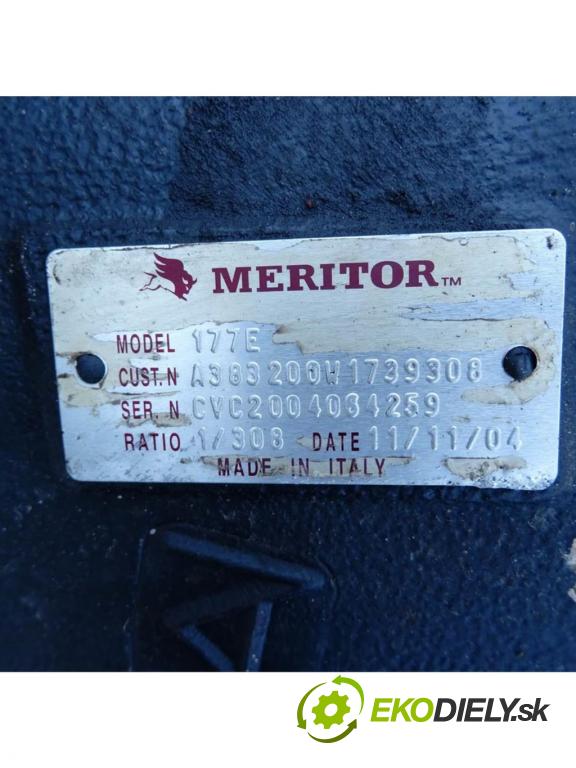 MERITOR™
MODEL 177E
CUST.N A383200W1739308
SER. N CVC2004034259
RATIO 1/308 DATE 11/11/04
MADE IN ITALY
EKODIELY.sk